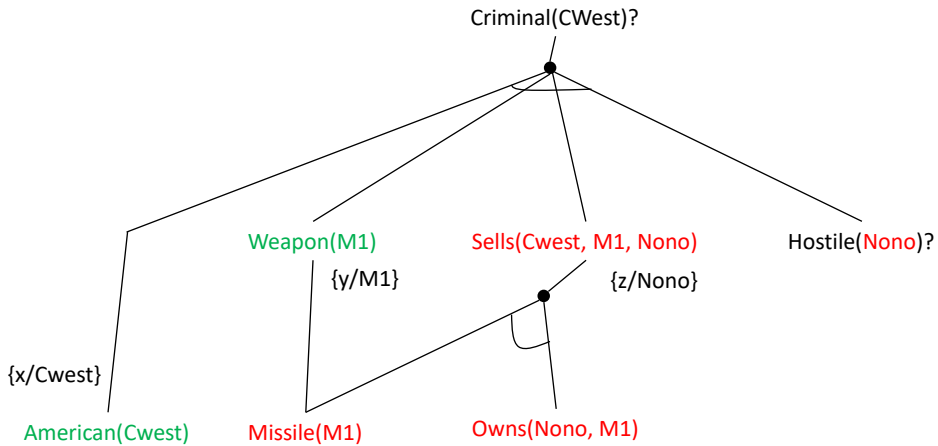 Criminal(CWest)?
Weapon(M1)
Sells(Cwest, M1, Nono)
Hostile(Nono)?
{y/M1}
{z/Nono}
{x/Cwest}
American(Cwest)
Missile(M1)
Owns(Nono, M1)